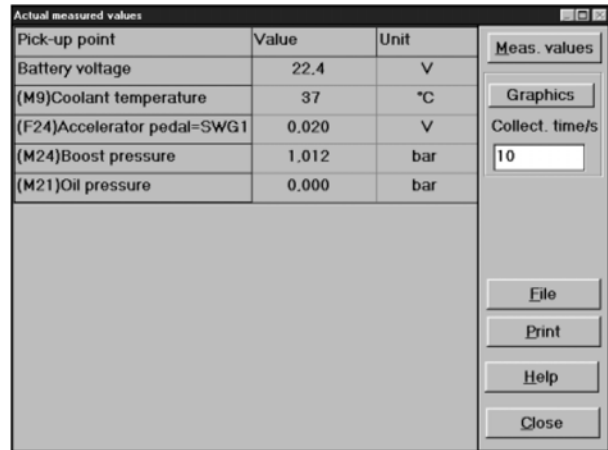 Actual measured values
Pick-up point Value Unit
Battery voltage 22,4 V
(M9)Coolant temperature 37 °C
(F24)Accelerator pedal=SWG1 0,020 V
(M24)Boost pressure 1,012 bar
(M21)Oil pressure 0,000 bar
Meas. values
Graphics
Collect. time/s
10
File
Print
Help
Close